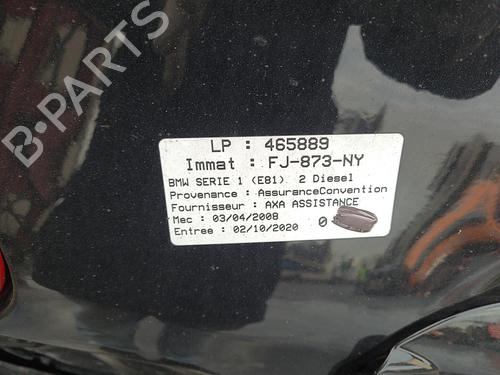 B-PARTS
LP : 465889
Immat : FJ-873-NY
BMW SERIE 1 (E81) 2 Diesel
Provenance : AssuranceConvention
Fournisseur : AXA ASSISTANCE
Mec : 03/04/2008
Entree : 02/10/2020 0